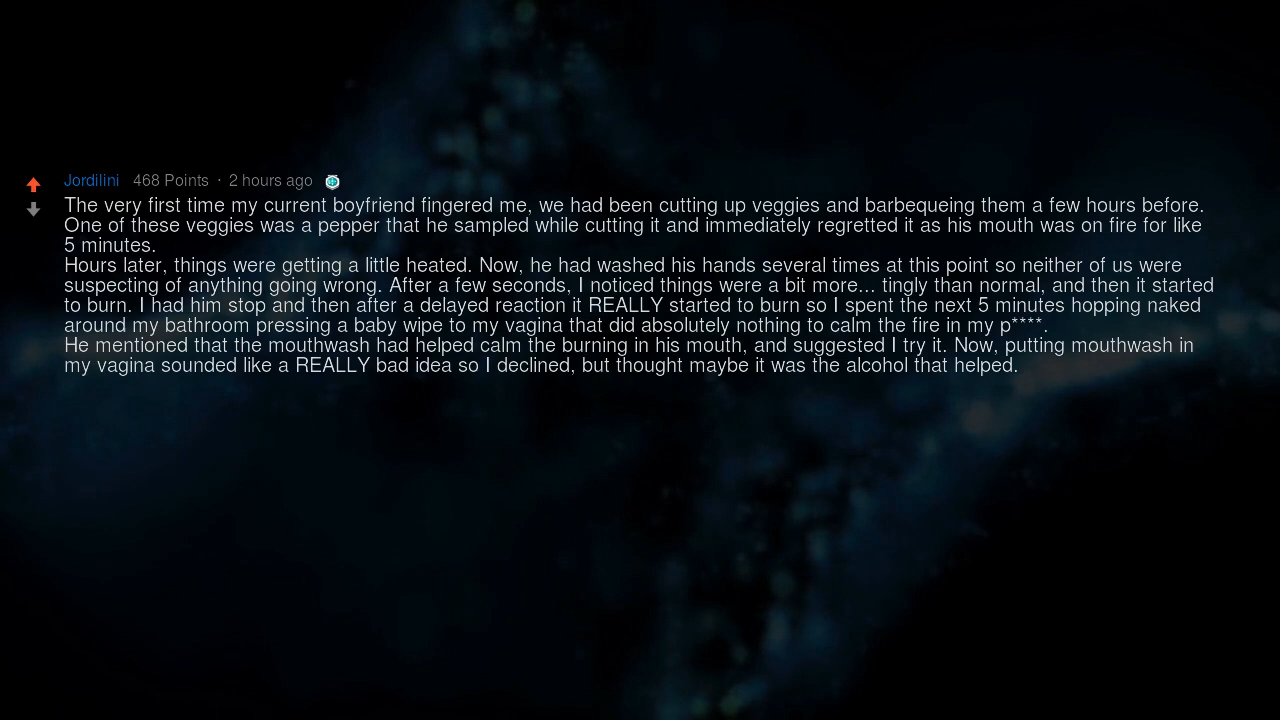 Jordilini 468 Points · 2 hours ago
The very first time my current boyfriend fingered me, we had been cutting up veggies and barbequeing them a few hours before.
One of these veggies was a pepper that he sampled while cutting it and immediately regretted it as his mouth was on fire for like
5 minutes.
Hours later, things were getting a little heated. Now, he had washed his hands several times at this point so neither of us were
suspecting of anything going wrong. After a few seconds, I noticed things were a bit more... tingly than normal, and then it started
to burn. I had him stop and then after a delayed reaction it REALLY started to burn so I spent the next 5 minutes hopping naked
around my bathroom pressing a baby wipe to my vagina that did absolutely nothing to calm the fire in my p****.
He mentioned that the mouthwash had helped calm the burning in his mouth, and suggested I try it. Now, putting mouthwash in
my vagina sounded like a REALLY bad idea so I declined, but thought maybe it was the alcohol that helped.